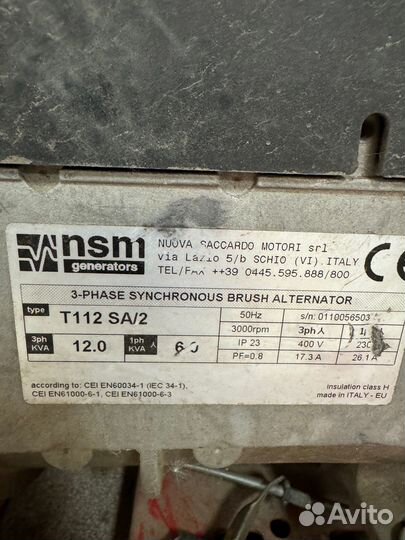 nsm
generators
NUOVA SACCARDO MOTORI srl
via Lazio 5/b SCHIO (VI) ITALY
TEL/FAX ++39 0445.595.888/800
CE
3-PHASE SYNCHRONOUS BRUSH ALTERNATOR
type T112 SA/2 50Hz s/n: 0110056503
3000rpm 3ph 1ph
3ph KVA 12.0 1ph KVA 6.0 IP 23 400 V 230
PF=0.8 17.3 A 26.1 A
according to: CEI EN60034-1 (IEC 34-1), insulation class H
CEI EN61000-6-1, CEI EN61000-6-3 made in ITALY - EU
Avito